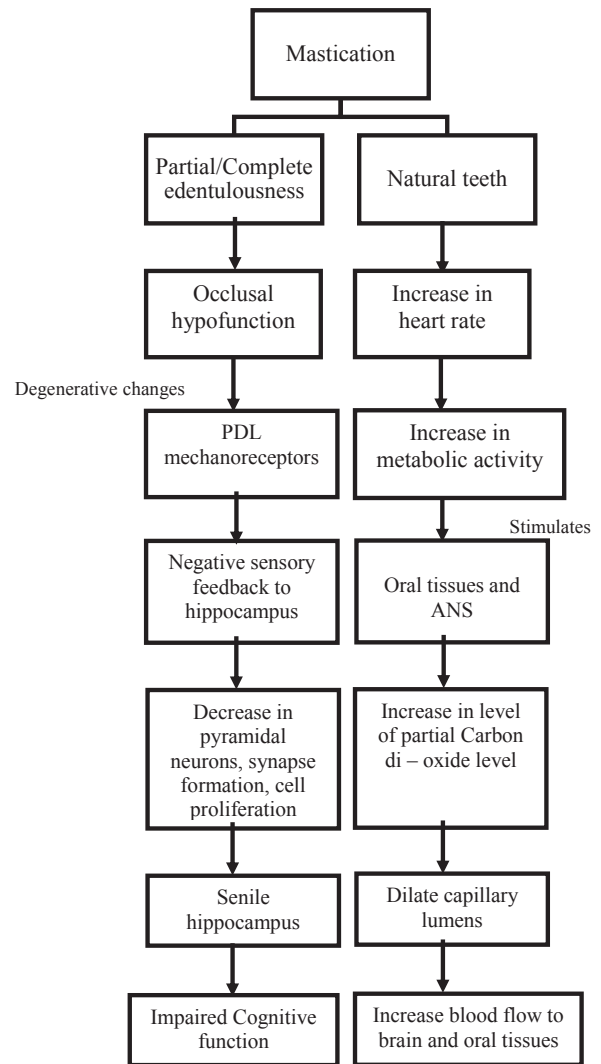 Mastication
Partial/Complete
edentulousness
Natural teeth
Occlusal
hypofunction
Increase in
heart rate
Degenerative changes
PDL
mechanoreceptors
Increase in
metabolic activity
Stimulates
Negative sensory
feedback to
hippocampus
Oral tissues and
ANS
Decrease in
pyramidal
neurons, synapse
formation, cell
proliferation
Increase in level
of partial Carbon
di – oxide level
Senile
hippocampus
Dilate capillary
lumens
Impaired Cognitive
function
Increase blood flow to
brain and oral tissues